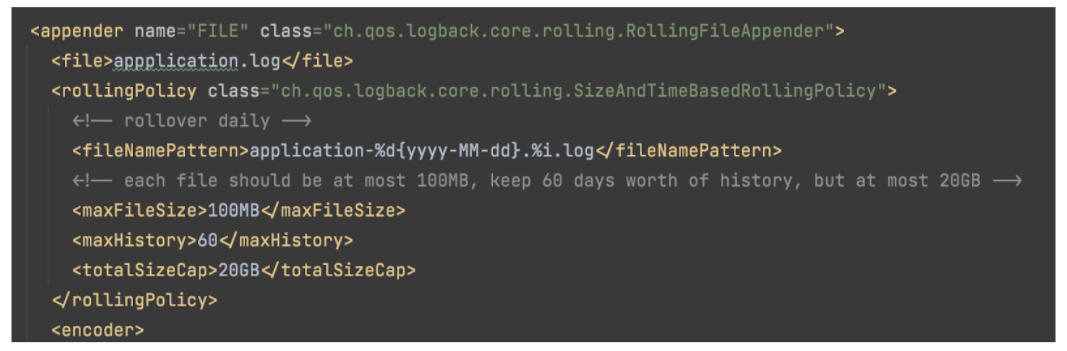 <appender name="FILE" class="ch.qos.logback.core.rolling.RollingFileAppender">
<file>appplication.log</file>
<rollingPolicy class="ch.qos.logback.core.rolling.SizeAndTimeBasedRollingPolicy">
<!-- rollover daily -->
<fileNamePattern>application-%d{yyyy-MM-dd}.%i.log</fileNamePattern>
<!-- each file should be at most 100MB, keep 60 days worth of history, but at most 20GB -->
<maxFileSize>100MB</maxFileSize>
<maxHistory>60</maxHistory>
<totalSizeCap>20GB</totalSizeCap>
</rollingPolicy>
<encoder>